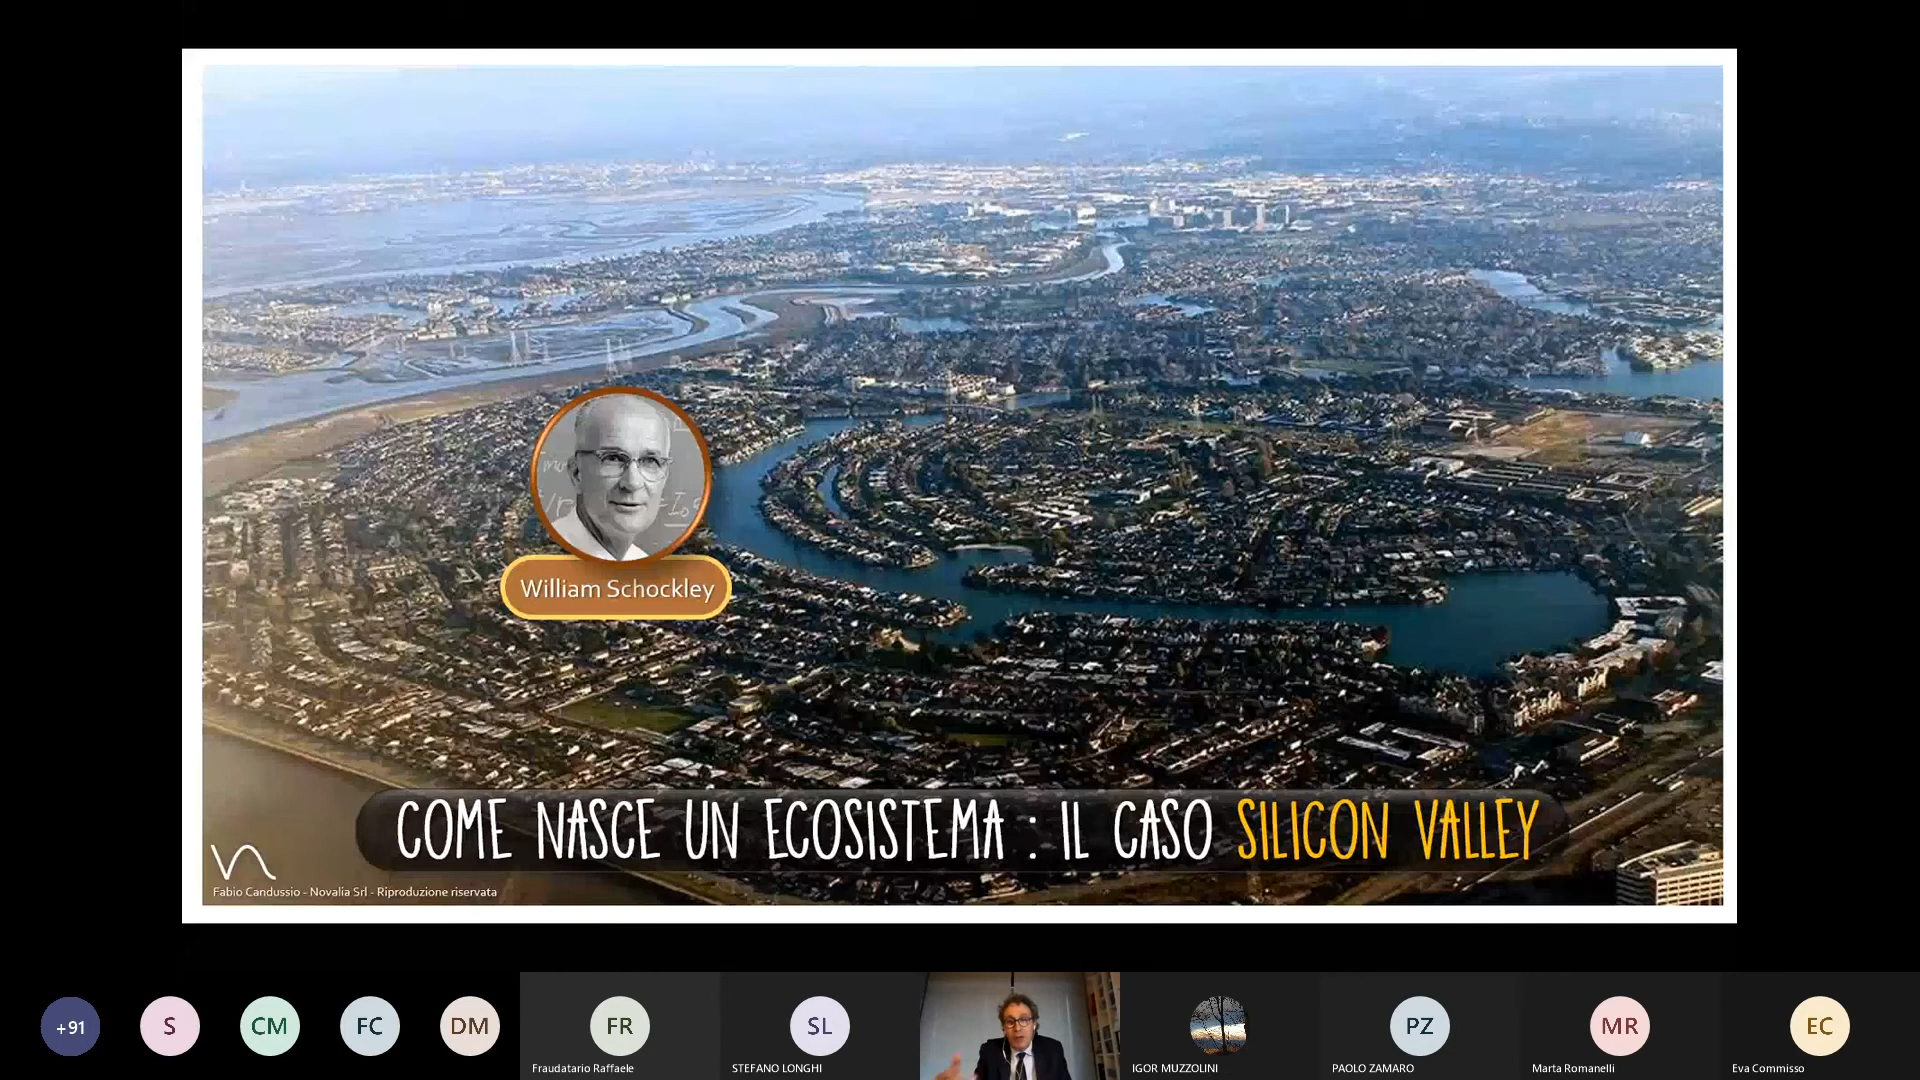 William Schockley
COME NASCE UN ECOSISTEMA : IL CASO SILICON VALLEY
Fabio Candussio - Novalia Srl - Riproduzione riservata
+91
S
CM
FC
DM
FR
Fraudatario Raffaele
SL
STEFANO LONGHI
IGOR MUZZOLINI
PZ
PAOLO ZAMARO
MR
Marta Romanelli
EC
Eva Commisso